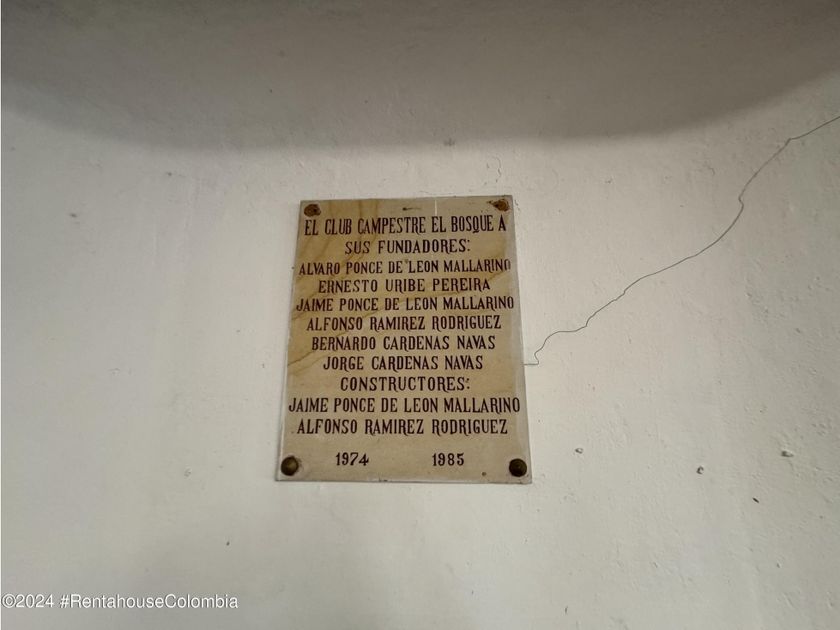 EL CLUB CAMPESTRE EL BOSQUE A
SUS FUNDADORES:
ALVARO PONCE DE LEON MALLARINO
ERNESTO URIBE PEREIRA
JAIME PONCE DE LEON MALLARINO
ALFONSO RAMIREZ RODRIGUEZ
BERNARDO CARDENAS NAVAS
JORGE CARDENAS NAVAS
CONSTRUCTORES:
JAIME PONCE DE LEON MALLARINO
ALFONSO RAMIREZ RODRIGUEZ
1974 1985
©2024 #RentahouseColombia